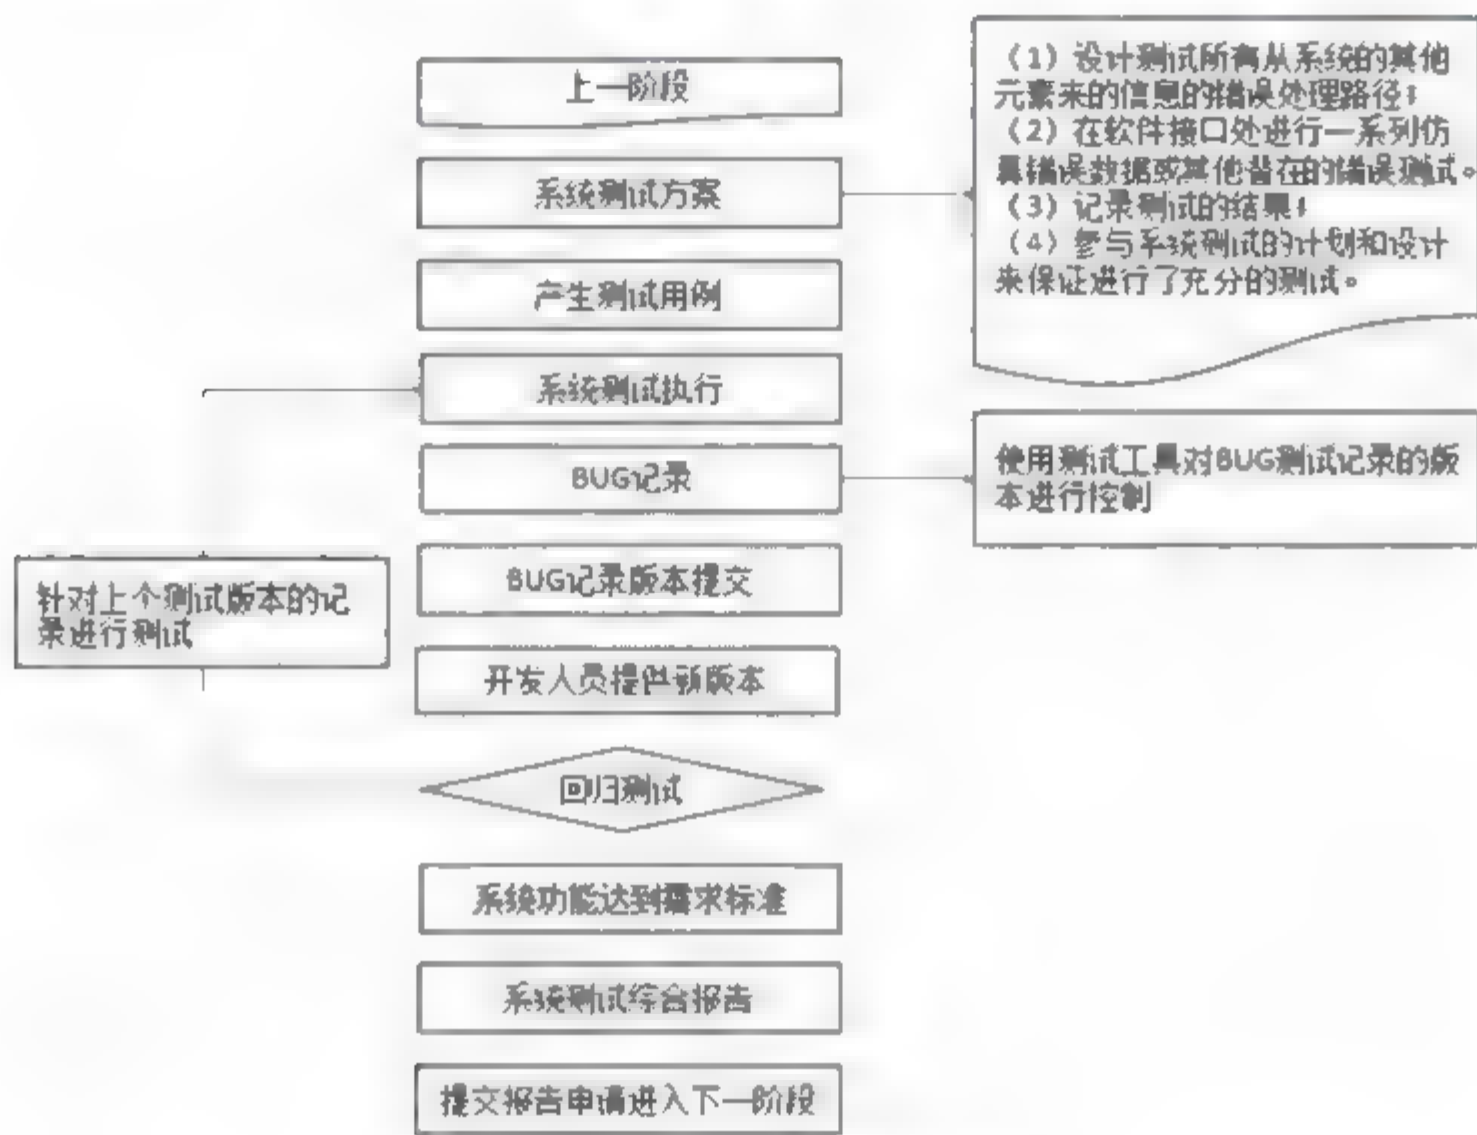 上一阶段
系统测试方案
产生测试用例
系统测试执行
BUG记录
BUG记录版本提交
开发人员提供新版本
回归测试
系统功能达到需求标准
系统测试综合报告
提交报告申请进入下一阶段
(1)设计测试所有从系统的其他
元素来的信息的错误处理路径;
(2)在软件接口处进行一系列仿
真错误数据或其他潜在的错误测试。
(3)记录测试的结果;
(4)参与系统测试的计划和设计
来保证进行了充分的测试。
使用测试工具对BUG测试记录的版
本进行控制
针对上个测试版本的记
录进行测试